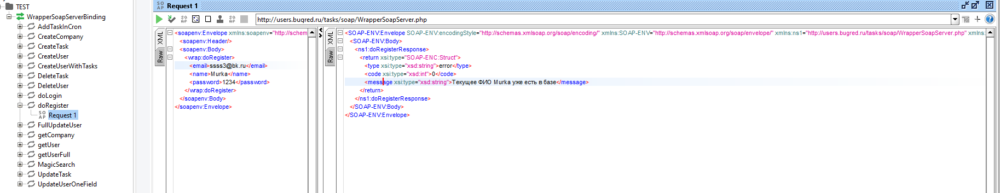 TEST
WrapperSoapServerBinding
AddTaskInCron
CreateCompany
CreateTask
CreateUser
CreateUserWithTasks
DeleteTask
DeleteUser
doLogin
doRegister
SOAP Request 1
FullUpdateUser
getCompany
getUser
getUserFull
MagicSearch
UpdateTask
UpdateUserOneField
SOAP Request 1
http://users.bugred.ru/tasks/soap/WrapperSoapServer.php
XML
Raw
<soapenv:Envelope xmlns:soapenv="http://schem
<soapenv:Header/>
<soapenv:Body>
<wrap:doRegister>
<email>ssss3@bk.ru</email>
<name>Murka</name>
<password>1234</password>
</wrap:doRegister>
</soapenv:Body>
</soapenv:Envelope>
XML
Raw
<SOAP-ENV:Envelope SOAP-ENV:encodingStyle="http://schemas.xmlsoap.org/soap/encoding/" xmlns:SOAP-ENV="http://schemas.xmlsoap.org/soap/envelope/" xmlns:ns1="http://users.bugred.ru/tasks/soap/WrapperSoapServer.php" xmlns:
<SOAP-ENV:Body>
<ns1:doRegisterResponse>
<return xsi:type="SOAP-ENC:Struct">
<type xsi:type="xsd:string">error</type>
<code xsi:type="xsd:int">0</code>
<message xsi:type="xsd:string">Текущее ФИО Murka уже есть в базе</message>
</return>
</ns1:doRegisterResponse>
</SOAP-ENV:Body>
</SOAP-ENV:Envelope>